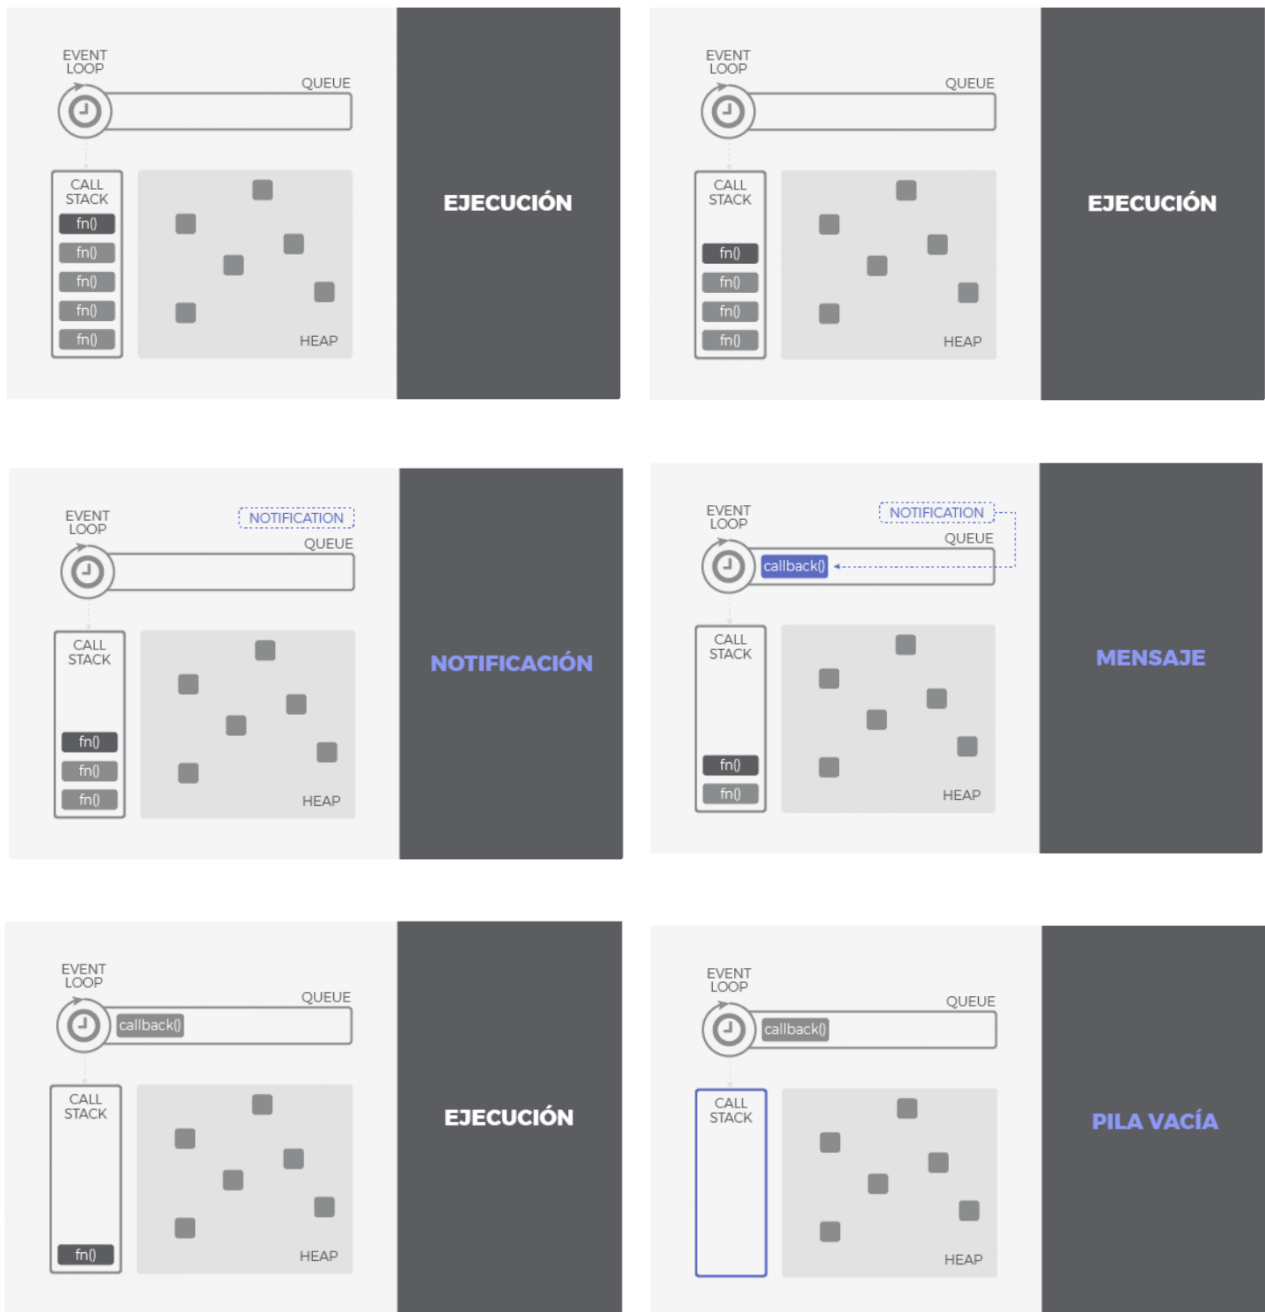 EVENT
LOOP
QUEUE
CALL
STACK
fn()
fn()
fn()
fn()
fn()
HEAP
EJECUCIÓN
EVENT
LOOP
QUEUE
CALL
STACK
fn()
fn()
fn()
fn()
HEAP
EJECUCIÓN
EVENT
LOOP
NOTIFICATION
QUEUE
CALL
STACK
fn()
fn()
fn()
HEAP
NOTIFICACIÓN
EVENT
LOOP
NOTIFICATION
QUEUE
callback()
CALL
STACK
fn()
fn()
HEAP
MENSAJE
EVENT
LOOP
QUEUE
callback()
CALL
STACK
fn()
HEAP
EJECUCIÓN
EVENT
LOOP
QUEUE
callback()
CALL
STACK
HEAP
PILA VACÍA